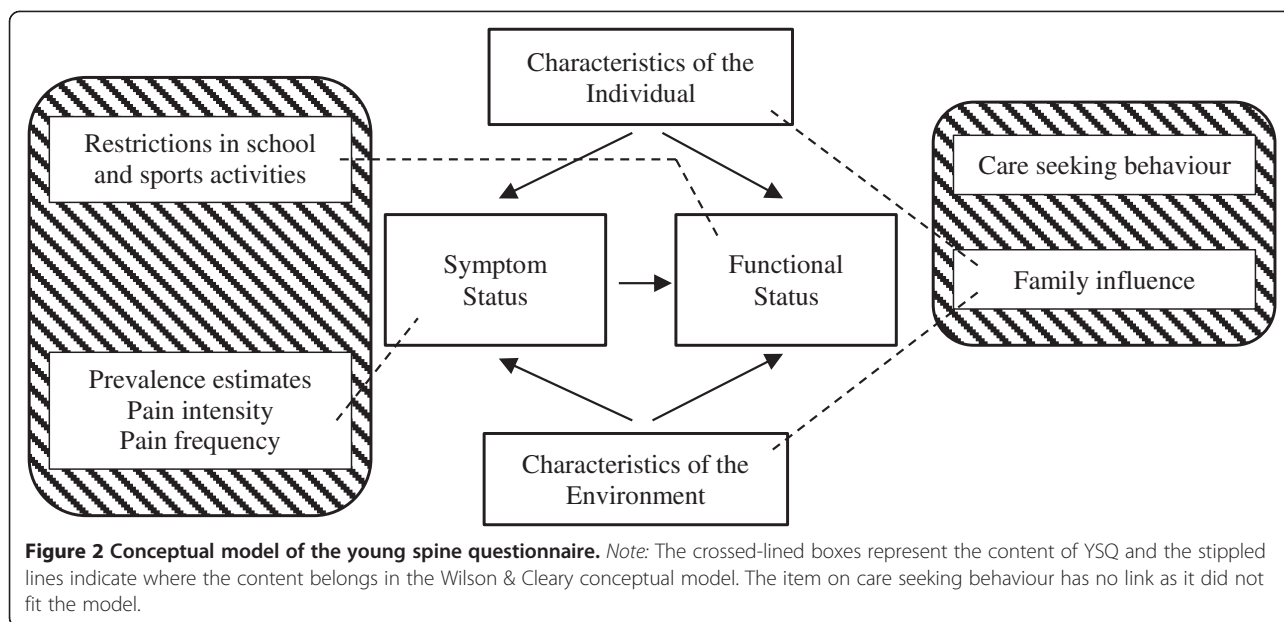 Characteristics of the
Individual
Restrictions in school
and sports activities
Care seeking behaviour
Symptom
Status
Functional
Status
Family influence
Prevalence estimates
Pain intensity
Pain frequency
Characteristics of the
Environment
Figure 2 Conceptual model of the young spine questionnaire. Note: The crossed-lined boxes represent the content of YSQ and the stippled
lines indicate where the content belongs in the Wilson & Cleary conceptual model. The item on care seeking behaviour has no link as it did not
fit the model.